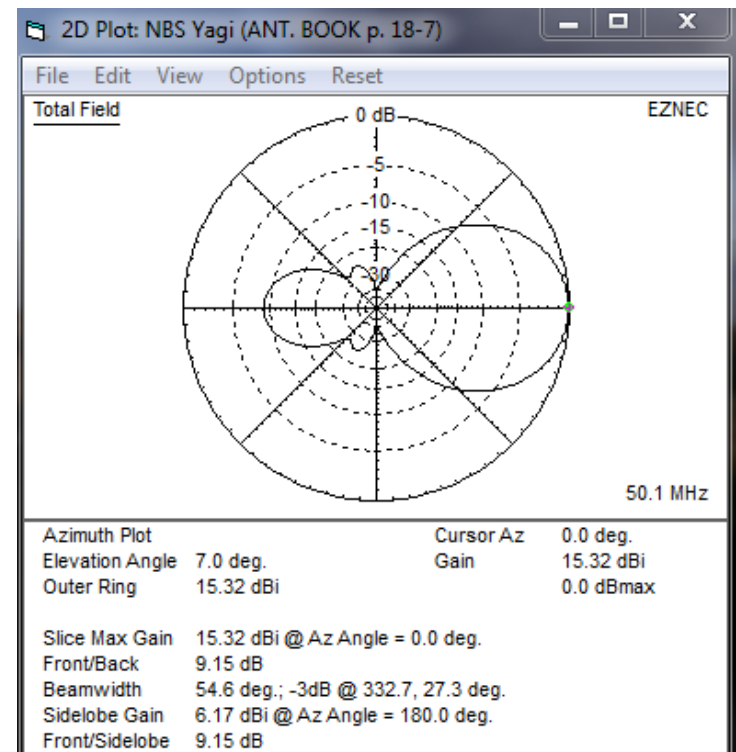 2D Plot: NBS Yagi (ANT. BOOK p. 18-7)
File Edit View Options Reset
Total Field
0 dB
EZNEC
-5
-10
-15
-30
50.1 MHz
Azimuth Plot Cursor Az 0.0 deg.
Elevation Angle 7.0 deg. Gain 15.32 dBi
Outer Ring 15.32 dBi 0.0 dBmax
Slice Max Gain 15.32 dBi @ Az Angle = 0.0 deg.
Front/Back 9.15 dB
Beamwidth 54.6 deg.; -3dB @ 332.7, 27.3 deg.
Sidelobe Gain 6.17 dBi @ Az Angle = 180.0 deg.
Front/Sidelobe 9.15 dB